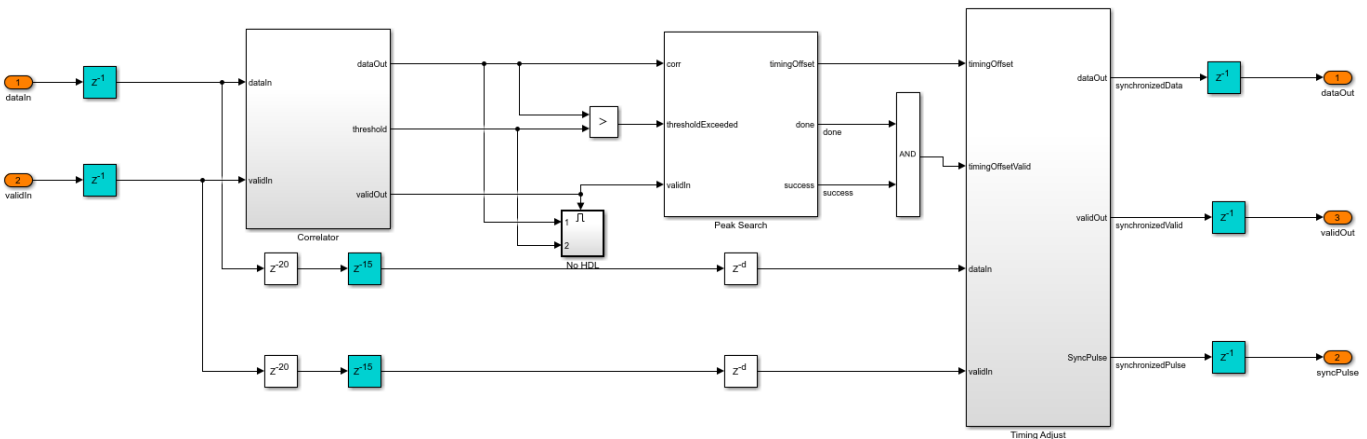 1
dataIn
z⁻¹
2
validIn
z⁻¹
dataIn
validIn
dataOut
threshold
validOut
Correlator
>
1
2
No HDL
z⁻²⁰
z⁻¹⁵
z⁻ᵈ
z⁻²⁰
z⁻¹⁵
z⁻ᵈ
corr
thresholdExceeded
validIn
timingOffset
done
success
Peak Search
done
success
AND
timingOffset
timingOffsetValid
dataIn
validIn
dataOut
validOut
SyncPulse
Timing Adjust
synchronizedData
synchronizedValid
synchronizedPulse
z⁻¹
z⁻¹
z⁻¹
1
dataOut
3
validOut
2
syncPulse